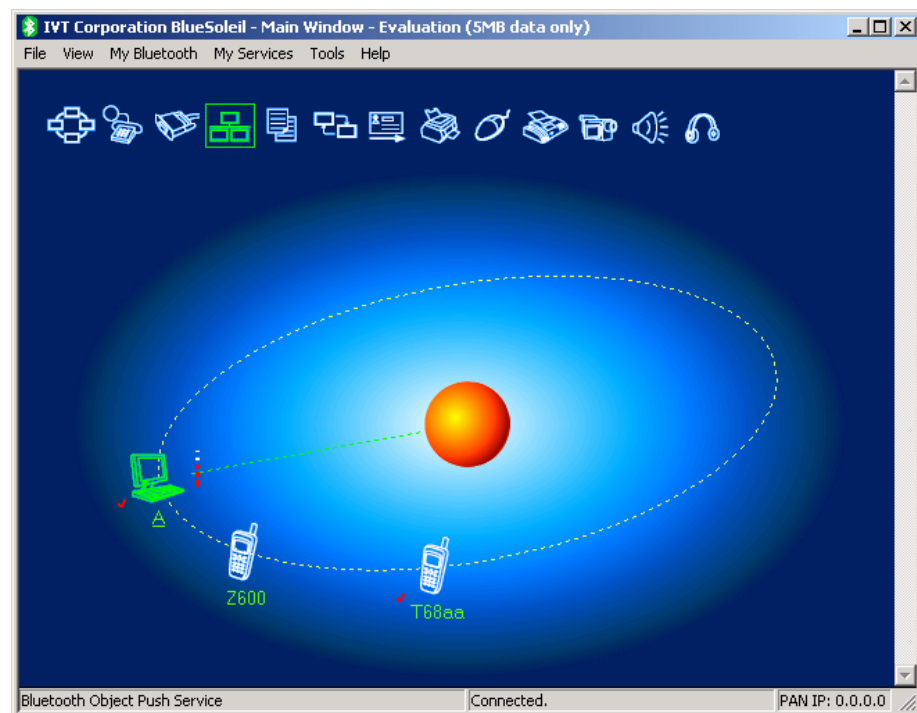 IVT Corporation BlueSoleil - Main Window - Evaluation (5MB data only)
File View My Bluetooth My Services Tools Help
A
Z600
T68aa
Bluetooth Object Push Service Connected. PAN IP: 0.0.0.0